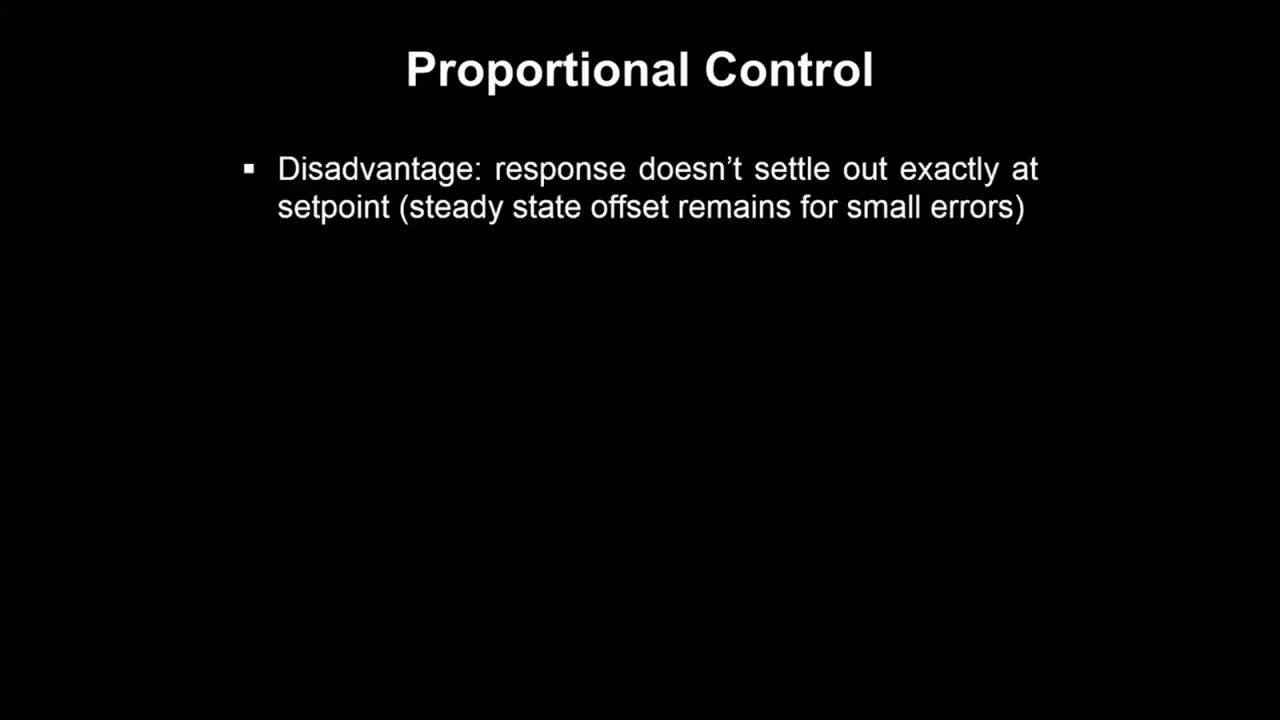 Proportional Control
▪ Disadvantage: response doesn’t settle out exactly at
setpoint (steady state offset remains for small errors)